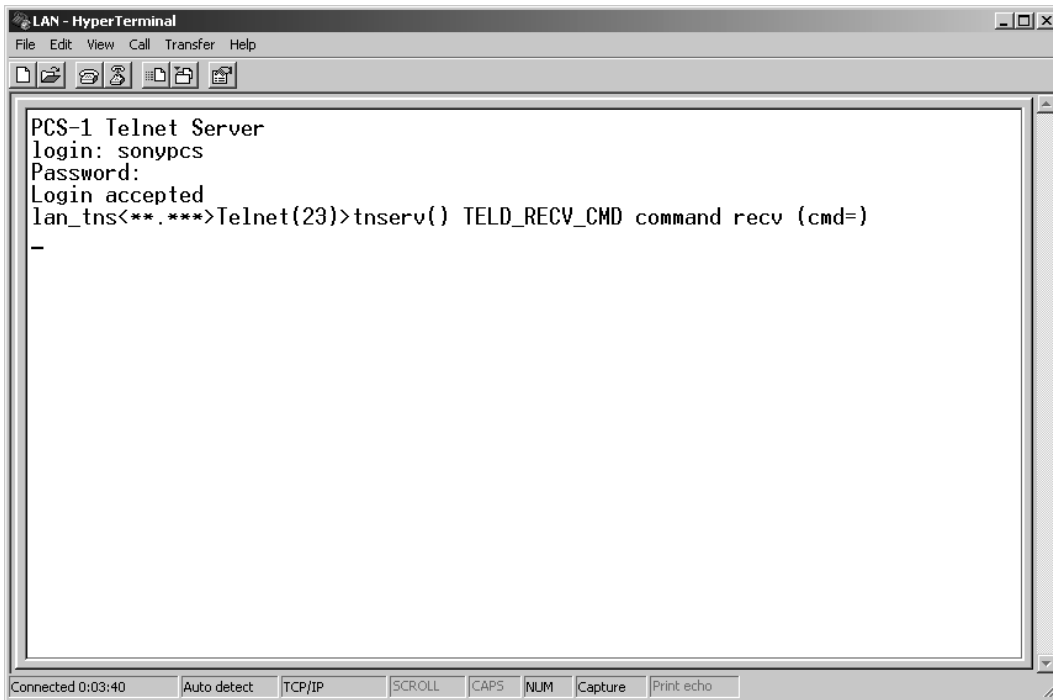 LAN - HyperTerminal
File Edit View Call Transfer Help
PCS-1 Telnet Server
login: sonypcs
Password:
Login accepted
lan_tns<**.***>Telnet(23)>tnserv() TELD_RECV_CMD command recv (cmd=)
Connected 0:03:40 Auto detect TCP/IP SCROLL CAPS NUM Capture Print echo